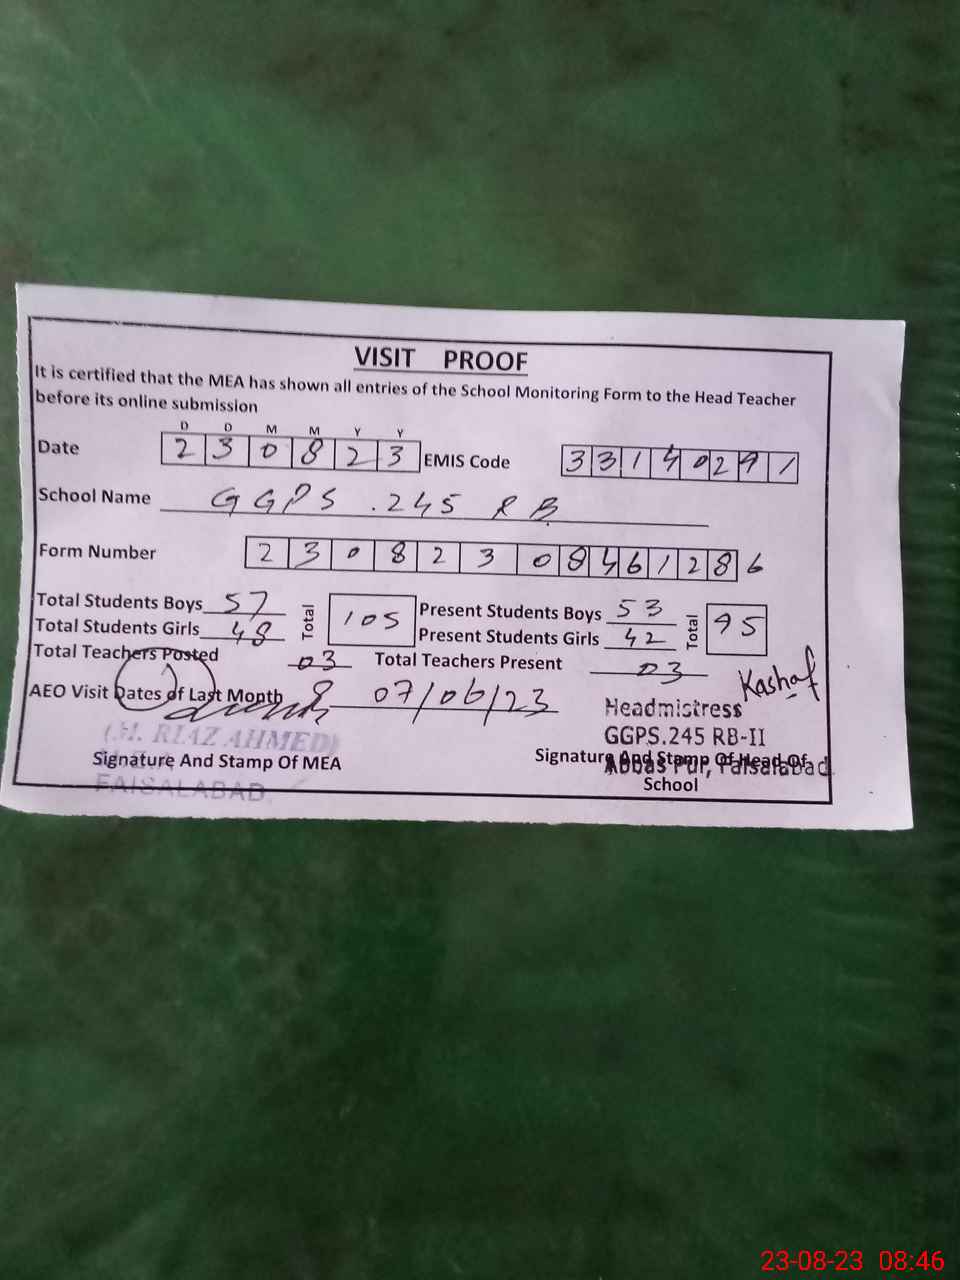 VISIT PROOF
It is certified that the MEA has shown all entries of the School Monitoring Form to the Head Teacher
before its online submission
D D M M Y Y
Date 2 3 0 8 2 3 EMIS Code 3 3 1 4 0 2 9 1
School Name GGPS .245 RB
Form Number 2 3 0 8 2 3 0 8 4 6 1 2 8 6
Total Students Boys 57 Total 105 Present Students Boys 53 Total 95
Total Students Girls 48 Present Students Girls 42
Total Teachers Posted 03 Total Teachers Present 03
Kashaf
AEO Visit Dates of Last Month 07/06/23
Headmistress
(CH. RIAZ AHMED)
GGPS.245 RB-II
Signature And Stamp Of MEA
Abbas Pur, Faisalabad
Signature And Stamp Of Head Of
School
FAISALABAD
23-08-23 08:46